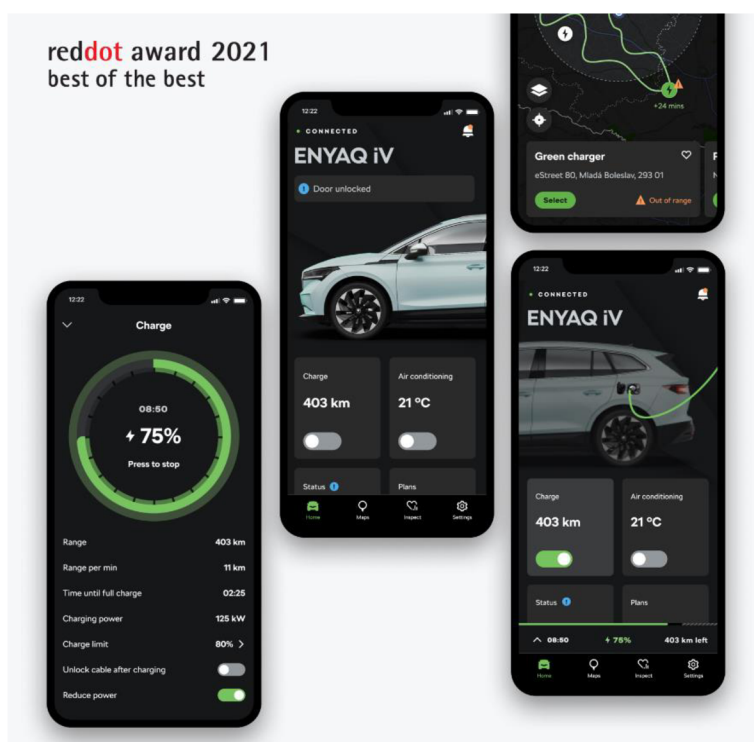 reddot award 2021
best of the best
+24 mins
Green charger
eStreet 80, Mladá Boleslav, 293 01
Select
Out of range
12:22
CONNECTED
ENYAQ iV
Door unlocked
Charge
403 km
Air conditioning
21 ºC
Status
Plans
Home
Maps
Inspect
Settings
12:22
Charge
08:50
75%
Press to stop
Range 403 km
Range per min 11 km
Time until full charge 02:25
Charging power 125 kW
Charge limit 80%
Unlock cable after charging
Reduce power
12:22
CONNECTED
ENYAQ iV
Charge
403 km
Air conditioning
21 ºC
Status
Plans
08:50 75% 403 km left
Home
Maps
Inspect
Settings